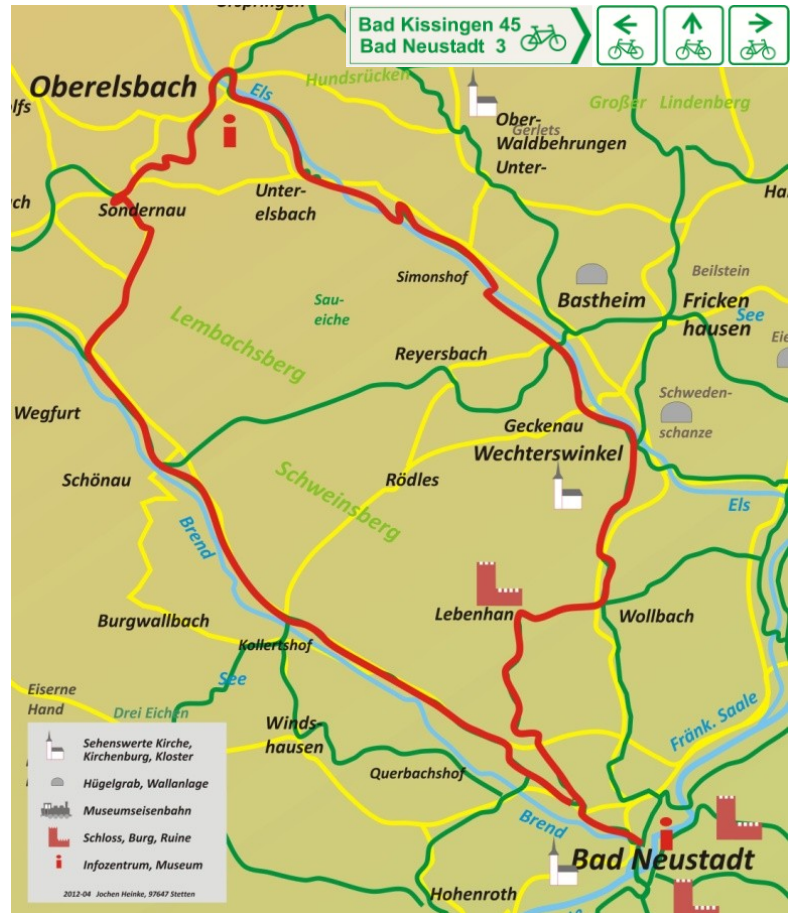 Bad Kissingen 45
Bad Neustadt 3
Oberelsbach
Els
Hundsrücken
Großer Lindenberg
Ober-
Gerlets
Waldbehrungen
Unter-
Sondernau
Unter-
elsbach
Simonshof
Sau-
eiche
Bastheim
Beilstein
Fricken
hausen
See
Lembachsberg
Reyersbach
Wegfurt
Geckenau
Schweden-
schanze
Wechterswinkel
Schönau
Schweinsberg
Rödles
Els
Brend
Lebenhan
Wollbach
Burgwallbach
Kollertshof
See
Eiserne
Hand
Drei Eichen
Winds-
hausen
Fränk. Saale
Querbachshof
Brend
Bad Neustadt
Hohenroth
Sehenswerte Kirche,
Kirchenburg, Kloster
Hügelgrab, Wallanlage
Museumseisenbahn
Schloss, Burg, Ruine
Infozentrum, Museum
2012-04 Jochen Heinke, 97647 Stetten